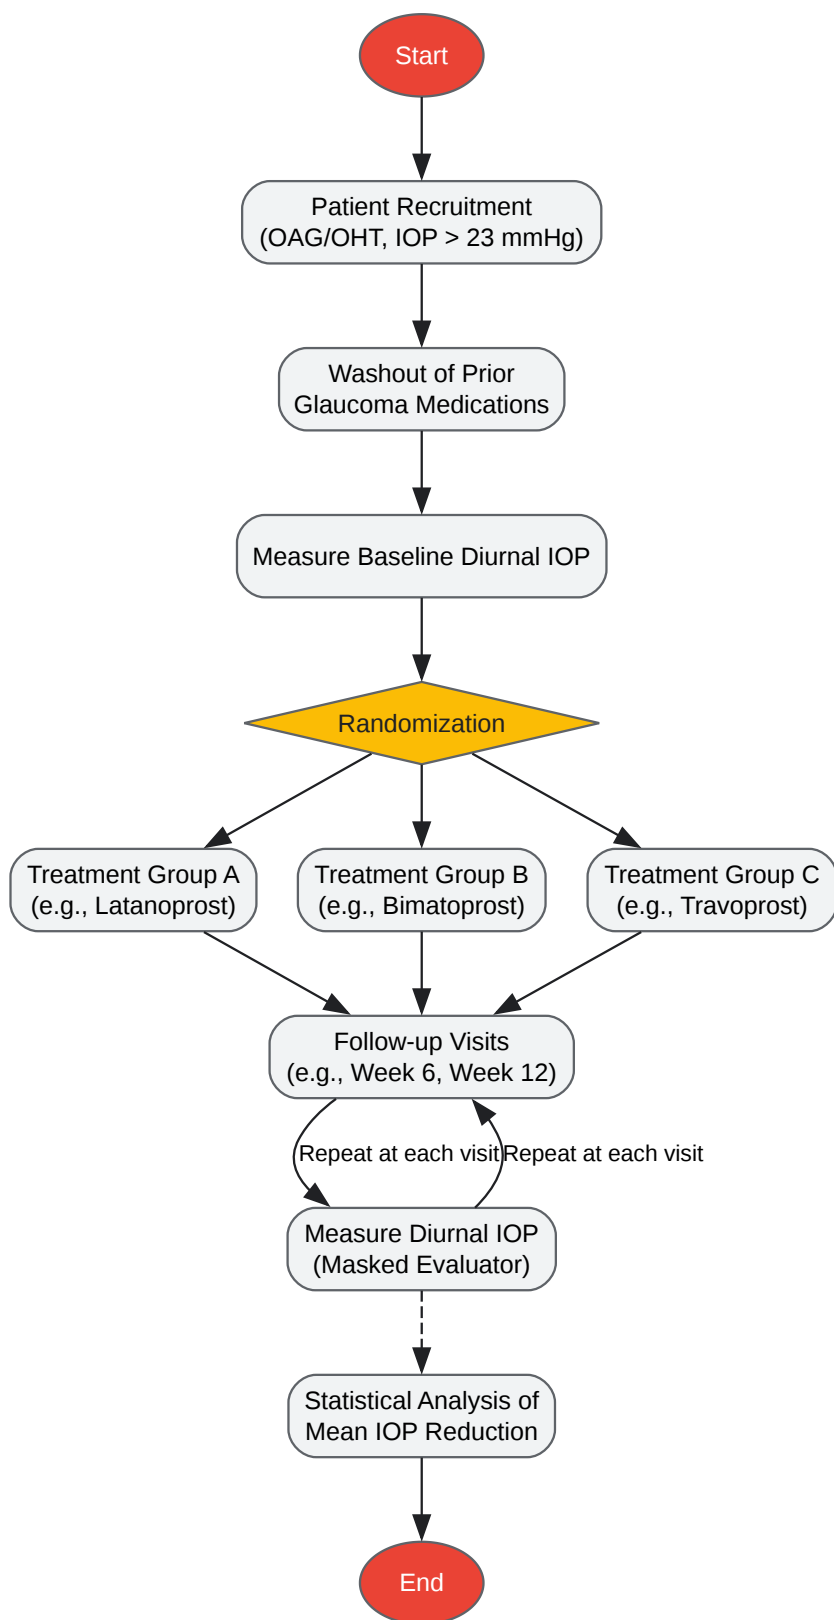 Start
Patient Recruitment
(OAG/OHT, IOP > 23 mmHg)
Washout of Prior
Glaucoma Medications
Measure Baseline Diurnal IOP
Randomization
Treatment Group A
(e.g., Latanoprost)
Treatment Group B
(e.g., Bimatoprost)
Treatment Group C
(e.g., Travoprost)
Follow-up Visits
(e.g., Week 6, Week 12)
Repeat at each visit
Repeat at each visit
Measure Diurnal IOP
(Masked Evaluator)
Statistical Analysis of
Mean IOP Reduction
End